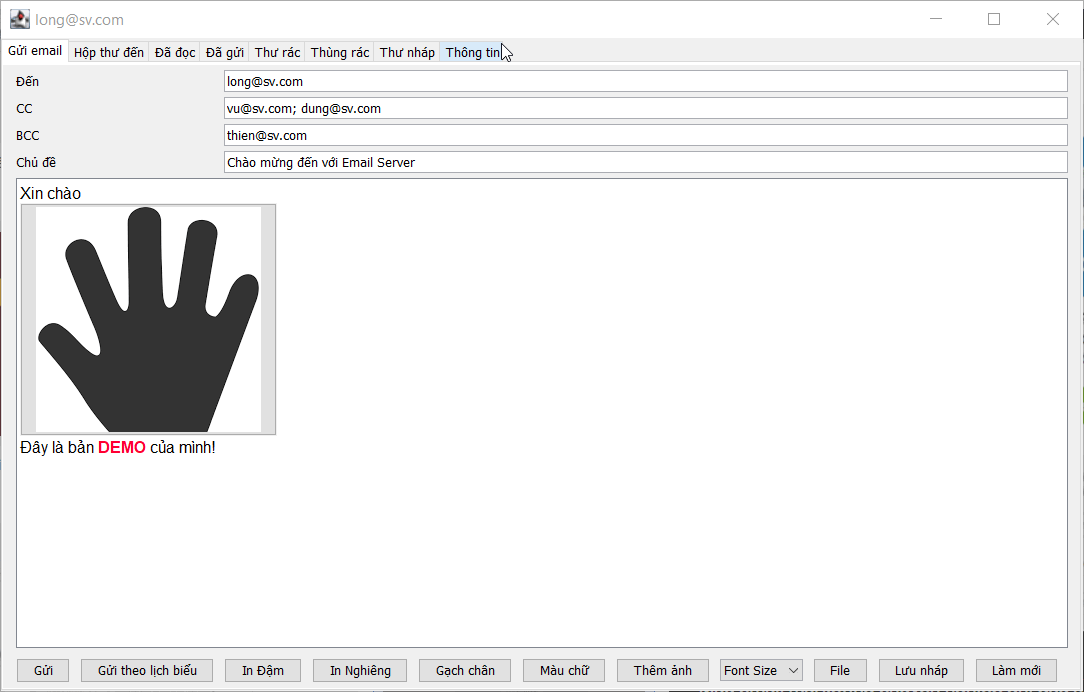 long@sv.com
Gửi email Hộp thư đến Đã đọc Đã gửi Thư rác Thùng rác Thư nháp Thông tin
Đến long@sv.com
CC vu@sv.com; dung@sv.com
BCC thien@sv.com
Chủ đề Chào mừng đến với Email Server
Xin chào
Đây là bản DEMO của mình!
Gửi Gửi theo lịch biểu In Đậm In Nghiêng Gạch chân Màu chữ Thêm ảnh Font Size File Lưu nháp Làm mới